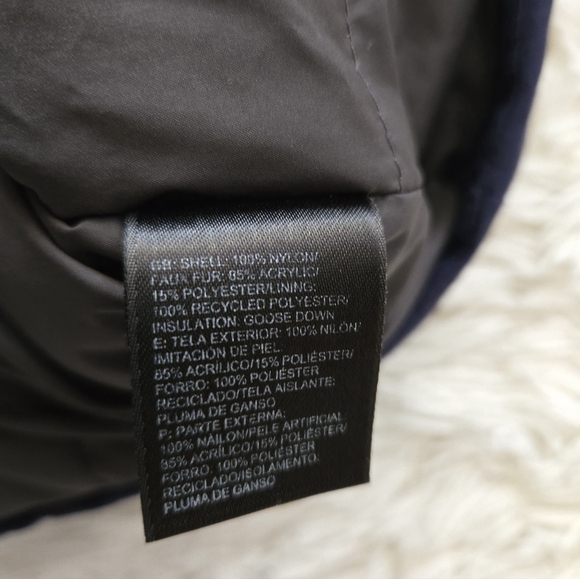 GB: SHELL: 100% NYLON/
FAUX FUR: 85% ACRYLIC/
15% POLYESTER/LINING:
100% RECYCLED POLYESTER/
INSULATION: GOOSE DOWN
E: TELA EXTERIOR: 100% NILÓN/
IMITACIÓN DE PIEL:
85% ACRÍLICO/15% POLIÉSTER/
FORRO: 100% POLIÉSTER
RECICLADO/TELA AISLANTE:
PLUMA DE GANSO
P: PARTE EXTERNA:
100% NÁILON/PELE ARTIFICIAL
85% ACRÍLICO/15% POLIÉSTER/
FORRO: 100% POLIÉSTER
RECICLADO/ISOLAMENTO:
PLUMA DE GANSO